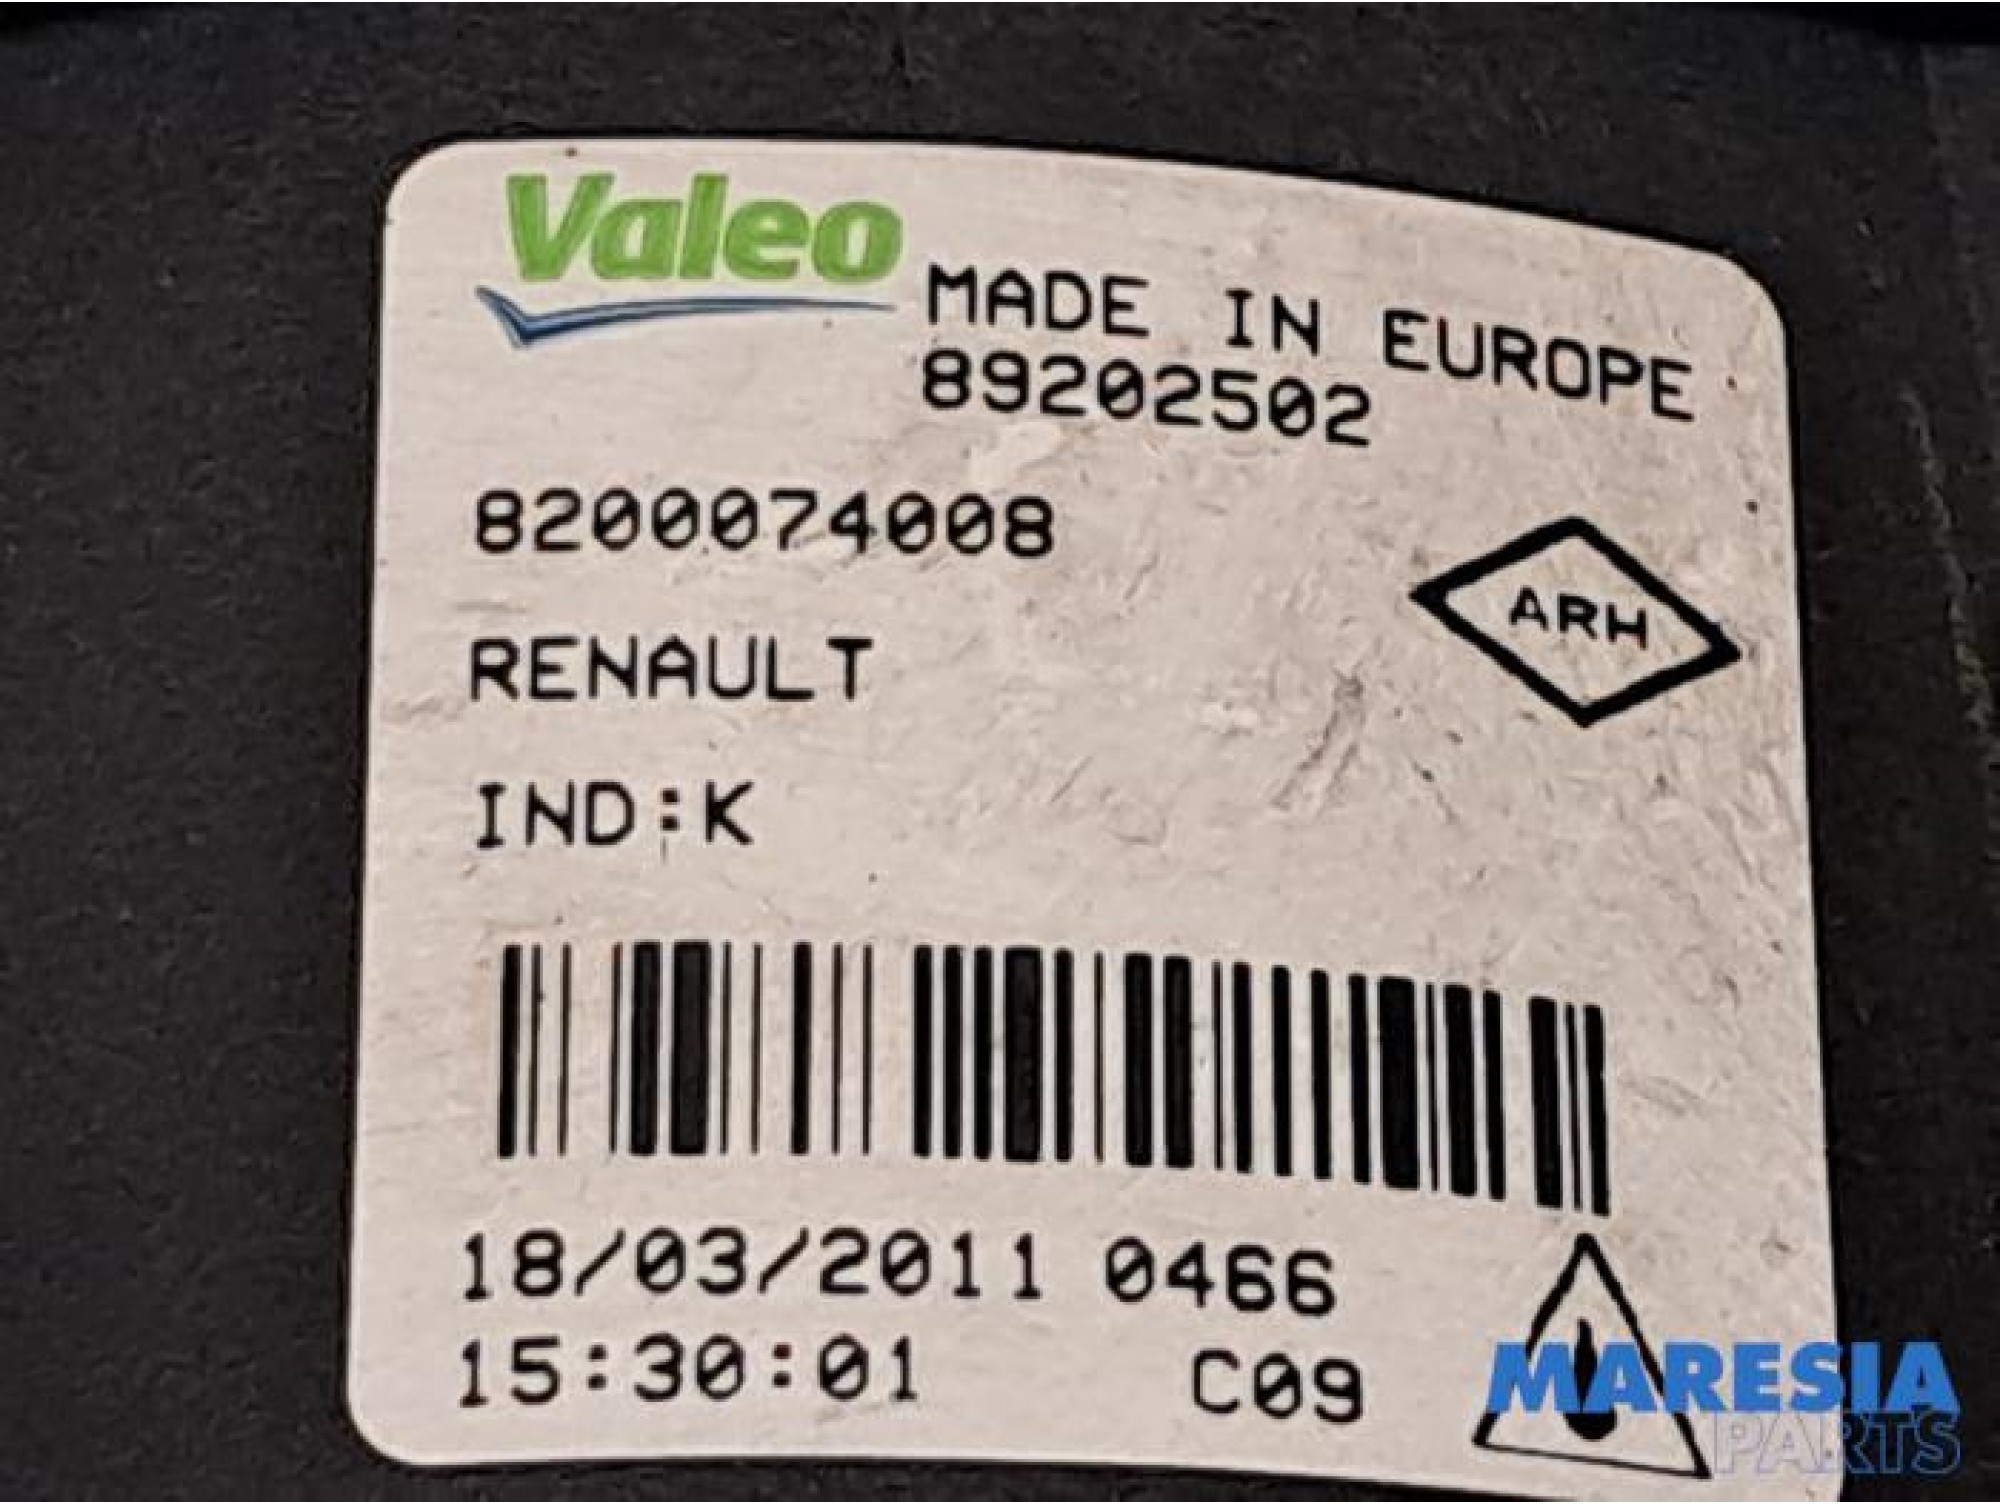 Valeo
MADE IN EUROPE
89202502
8200074008
ARH
RENAULT
IND:K
18/03/2011 0466
15:30:01 C09
MARESIA
PARTS